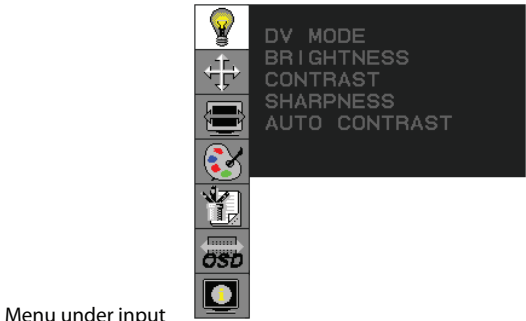 DV MODE
BRIGHTNESS
CONTRAST
SHARPNESS
AUTO CONTRAST
OSD
Menu under input